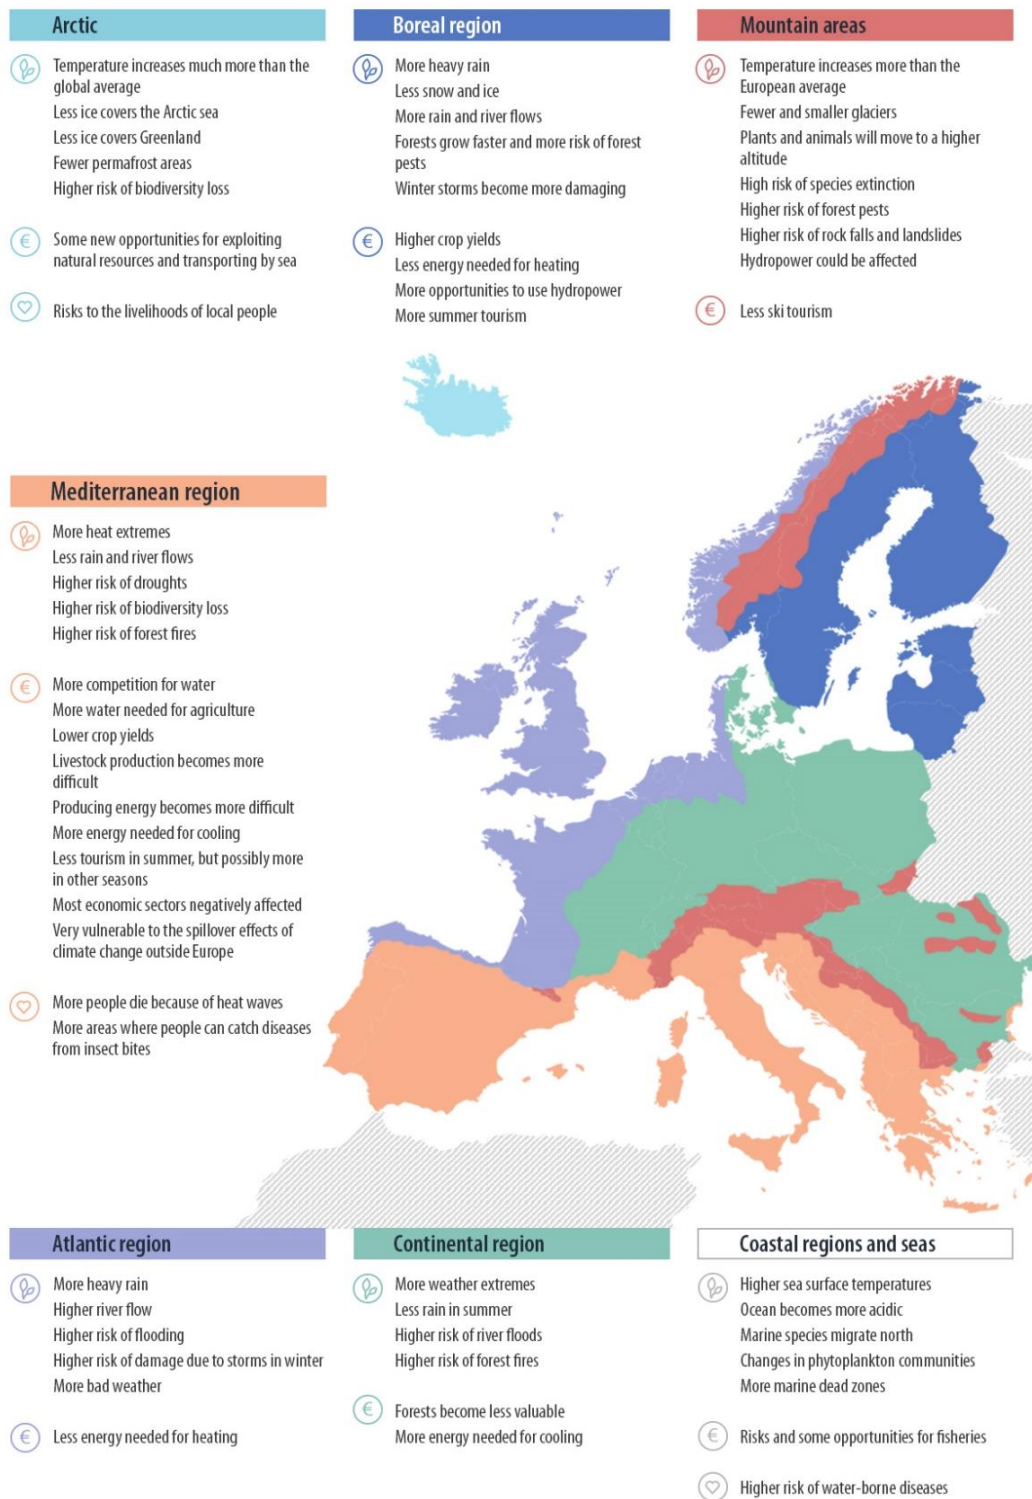 Arctic
Temperature increases much more than the
global average
Less ice covers the Arctic sea
Less ice covers Greenland
Fewer permafrost areas
Higher risk of biodiversity loss
€
Some new opportunities for exploiting
natural resources and transporting by sea
Risks to the livelihoods of local people
Boreal region
More heavy rain
Less snow and ice
More rain and river flows
Forests grow faster and more risk of forest
pests
Winter storms become more damaging
€
Higher crop yields
Less energy needed for heating
More opportunities to use hydropower
More summer tourism
Mountain areas
Temperature increases more than the
European average
Fewer and smaller glaciers
Plants and animals will move to a higher
altitude
High risk of species extinction
Higher risk of forest pests
Higher risk of rock falls and landslides
Hydropower could be affected
€
Less ski tourism
Mediterranean region
More heat extremes
Less rain and river flows
Higher risk of droughts
Higher risk of biodiversity loss
Higher risk of forest fires
€
More competition for water
More water needed for agriculture
Lower crop yields
Livestock production becomes more
difficult
Producing energy becomes more difficult
More energy needed for cooling
Less tourism in summer, but possibly more
in other seasons
Most economic sectors negatively affected
Very vulnerable to the spillover effects of
climate change outside Europe
More people die because of heat waves
More areas where people can catch diseases
from insect bites
Atlantic region
More heavy rain
Higher river flow
Higher risk of flooding
Higher risk of damage due to storms in winter
More bad weather
€
Less energy needed for heating
Continental region
More weather extremes
Less rain in summer
Higher risk of river floods
Higher risk of forest fires
€
Forests become less valuable
More energy needed for cooling
Coastal regions and seas
Higher sea surface temperatures
Ocean becomes more acidic
Marine species migrate north
Changes in phytoplankton communities
More marine dead zones
€
Risks and some opportunities for fisheries
Higher risk of water-borne diseases